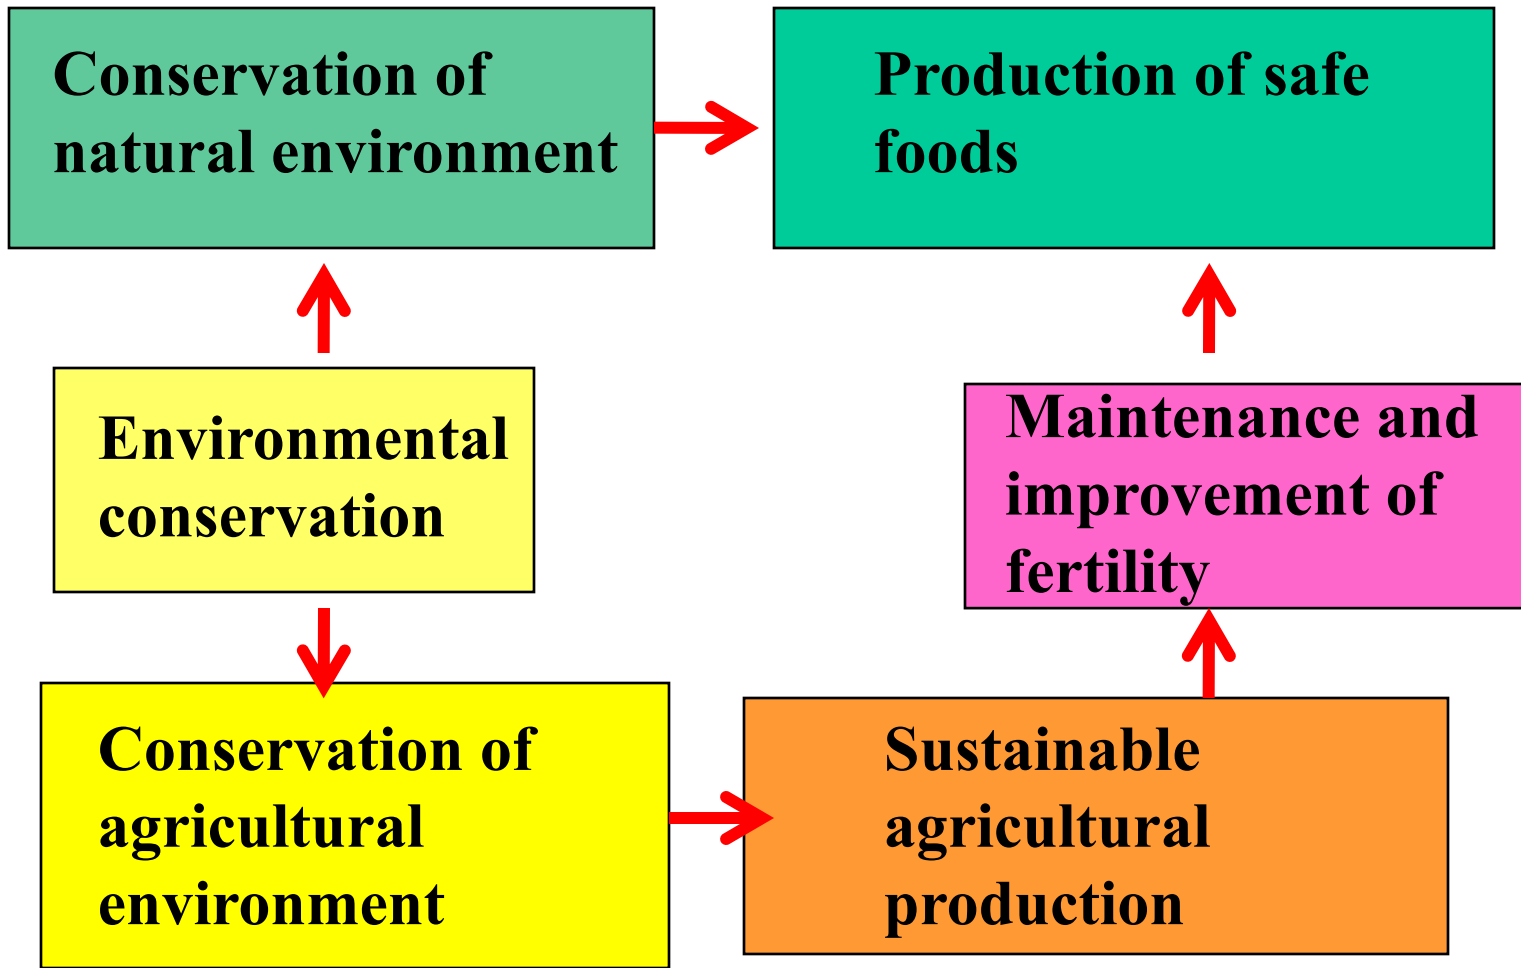 Conservation of
natural environment
Production of safe
foods
Environmental
conservation
Maintenance and
improvement of
fertility
Conservation of
agricultural
environment
Sustainable
agricultural
production